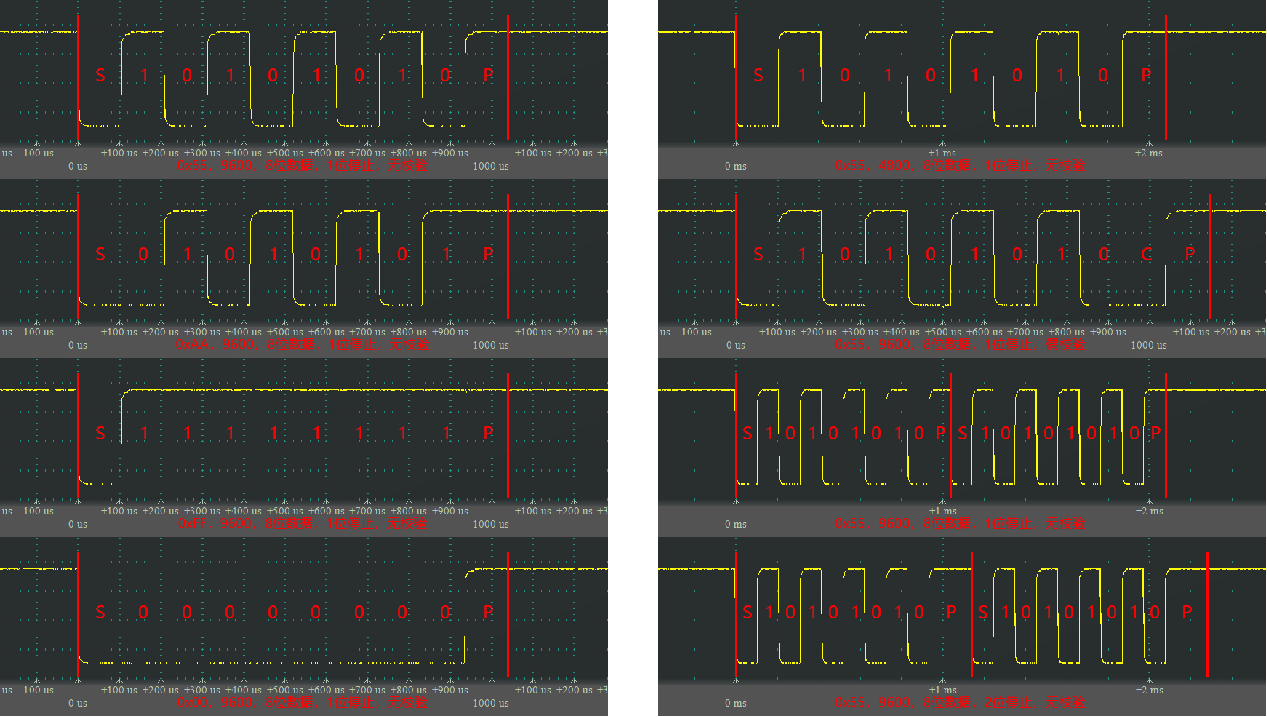 S 1 0 1 0 1 0 1 0 P
us 100 us +100 us +200 us +300 us +400 us +500 us +600 us +700 us +800 us +900 us +100 us +200 us +3
0 us 0x55，9600，8位数据，1位停止，无校验 1000 us
S 0 1 0 1 0 1 0 1 P
us 100 us +100 us +200 us +300 us +400 us +500 us +600 us +700 us +800 us +900 us +100 us +200 us +3
0 us 0xAA，9600，8位数据，1位停止，无校验 1000 us
S 1 1 1 1 1 1 1 1 P
us 100 us +100 us +200 us +300 us +400 us +500 us +600 us +700 us +800 us +900 us +100 us +200 us +3
0 us 0xFF，9600，8位数据，1位停止，无校验 1000 us
S 0 0 0 0 0 0 0 0 P
us 100 us +100 us +200 us +300 us +400 us +500 us +600 us +700 us +800 us +900 us +100 us +200 us +3
0 us 0x00，9600，8位数据，1位停止，无校验 1000 us
S 1 0 1 0 1 0 1 0 P
+1 ms +2 ms
0 ms 0x55，4800，8位数据，1位停止，无校验
S 1 0 1 0 1 0 1 0 C P
us 100 us +100 us +200 us +300 us +400 us +500 us +600 us +700 us +800 us +900 us +100 us +200 us +3
0 us 0x55，9600，8位数据，1位停止，偶校验 1000 us
S 1 0 1 0 1 0 1 0 P S 1 0 1 0 1 0 1 0 P
+1 ms +2 ms
0 ms 0x55，9600，8位数据，1位停止，无校验
S 1 0 1 0 1 0 1 0 P S 1 0 1 0 1 0 1 0 P
+1 ms +2 ms
0 ms 0x55，9600，8位数据，2位停止，无校验